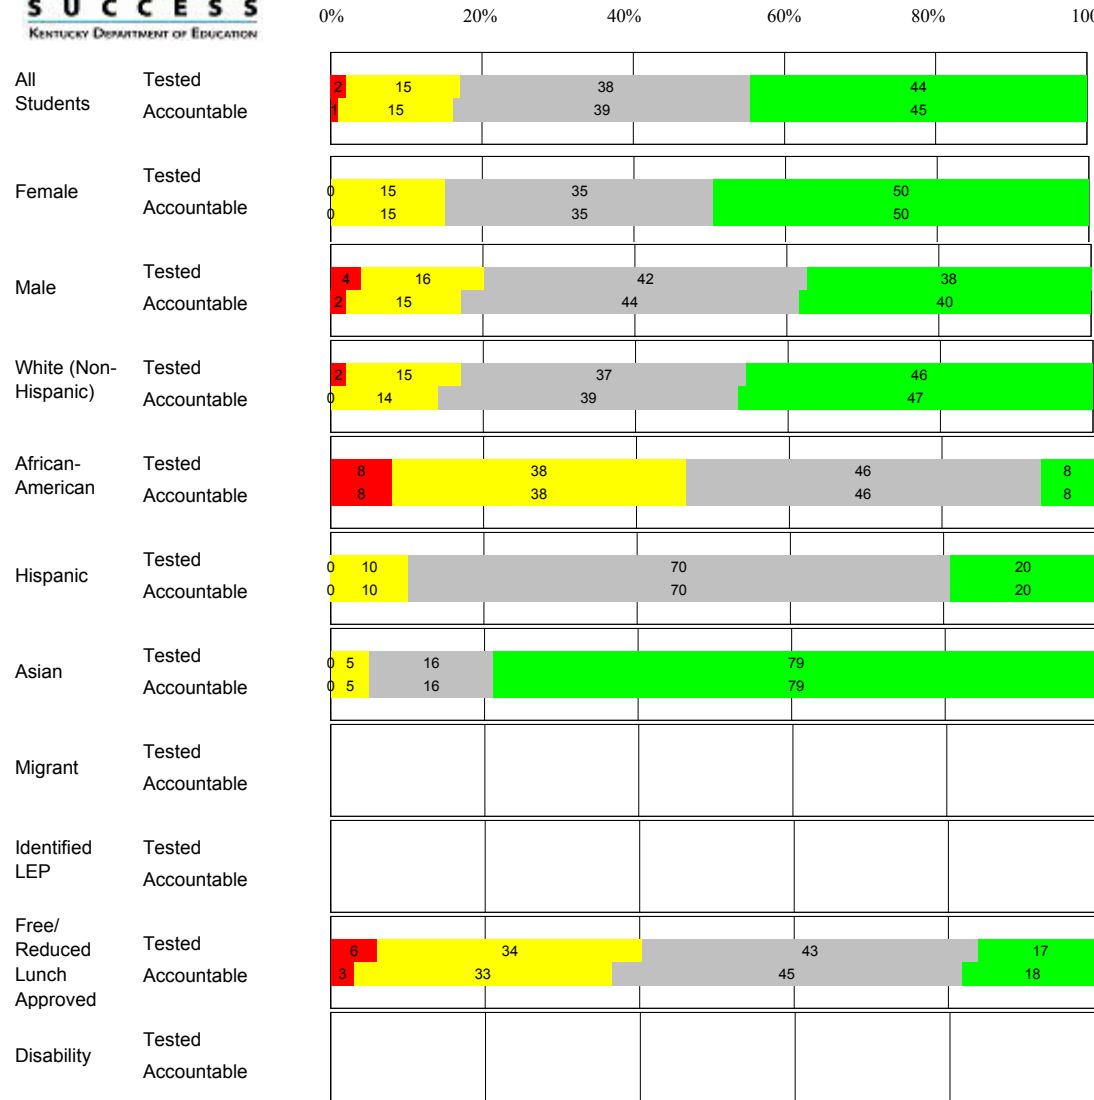 SUCCESS
KENTUCKY DEPARTMENT OF EDUCATION
0% 20% 40% 60% 80% 100
All Students
Tested 2 15 38 44
Accountable 1 15 39 45
Female
Tested 0 15 35 50
Accountable 0 15 35 50
Male
Tested 4 16 42 38
Accountable 2 15 44 40
White (Non-
Hispanic)
Tested 2 15 37 46
Accountable 0 14 39 47
African-
American
Tested 8 38 46 8
Accountable 8 38 46 8
Hispanic
Tested 0 10 70 20
Accountable 0 10 70 20
Asian
Tested 0 5 16 79
Accountable 0 5 16 79
Migrant
Tested
Accountable
Identified
LEP
Tested
Accountable
Free/
Reduced
Lunch
Approved
Tested 6 34 43 17
Accountable 3 33 45 18
Disability
Tested
Accountable